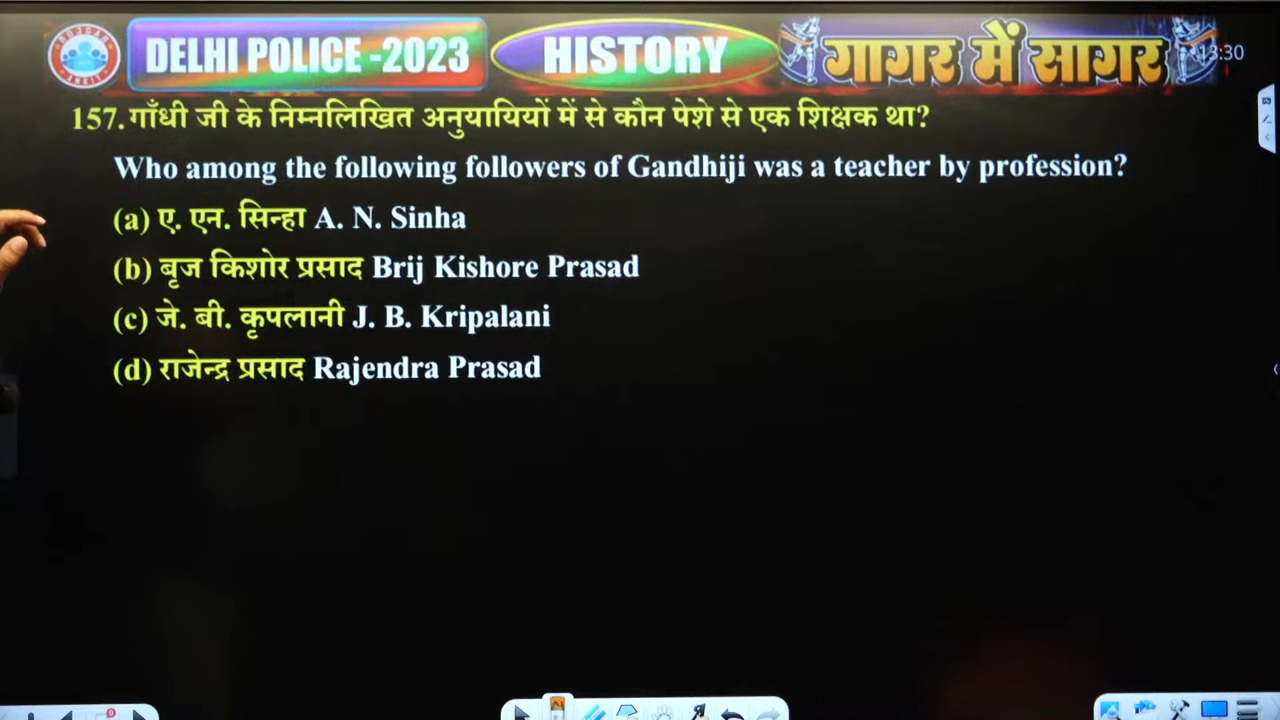 DELHI POLICE -2023 HISTORY गागर में सागर 13:30
157. गाँधी जी के निम्नलिखित अनुयायियों में से कौन पेशे से एक शिक्षक था?
Who among the following followers of Gandhiji was a teacher by profession?
(a) ए. एन. सिन्हा A. N. Sinha
(b) बृज किशोर प्रसाद Brij Kishore Prasad
(c) जे. बी. कृपलानी J. B. Kripalani
(d) राजेन्द्र प्रसाद Rajendra Prasad